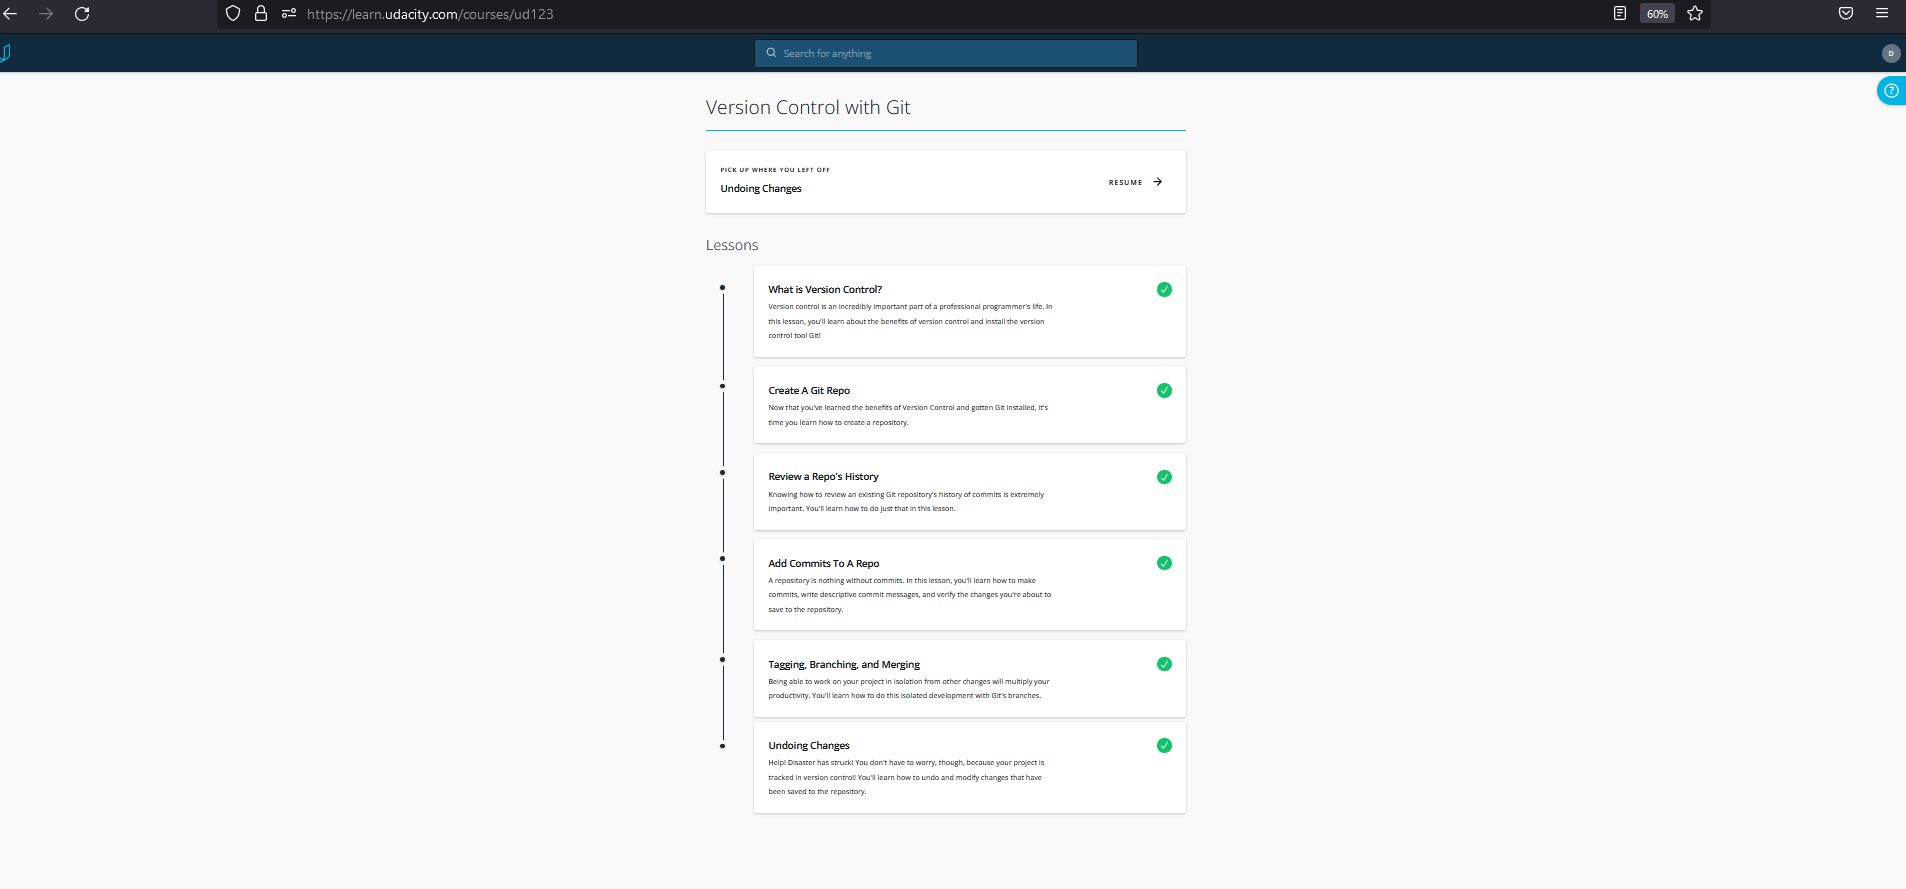 https://learn.udacity.com/courses/ud123
60%
Search for anything
D
?
Version Control with Git
PICK UP WHERE YOU LEFT OFF
Undoing Changes
RESUME
Lessons
What is Version Control?
Version control is an incredibly important part of a professional programmer's life. In
this lesson, you'll learn about the benefits of version control and install the version
control tool Git!
Create A Git Repo
Now that you've learned the benefits of Version Control and gotten Git installed, it's
time you learn how to create a repository.
Review a Repo's History
Knowing how to review an existing Git repository's history of commits is extremely
important. You'll learn how to do just that in this lesson.
Add Commits To A Repo
A repository is nothing without commits. In this lesson, you'll learn how to make
commits, write descriptive commit messages, and verify the changes you're about to
save to the repository.
Tagging, Branching, and Merging
Being able to work on your project in isolation from other changes will multiply your
productivity. You'll learn how to do this isolated development with Git's branches.
Undoing Changes
Help! Disaster has struck! You don't have to worry, though, because your project is
tracked in version control! You'll learn how to undo and modify changes that have
been saved to the repository.